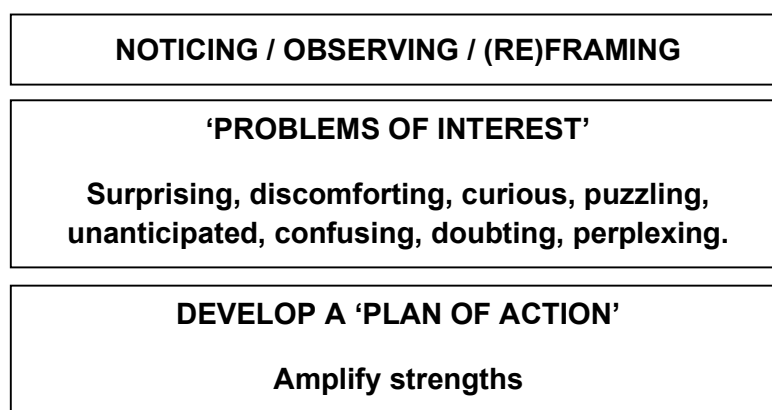 NOTICING / OBSERVING / (RE)FRAMING
‘PROBLEMS OF INTEREST’
Surprising, discomforting, curious, puzzling,
unanticipated, confusing, doubting, perplexing.
DEVELOP A ‘PLAN OF ACTION’
Amplify strengths